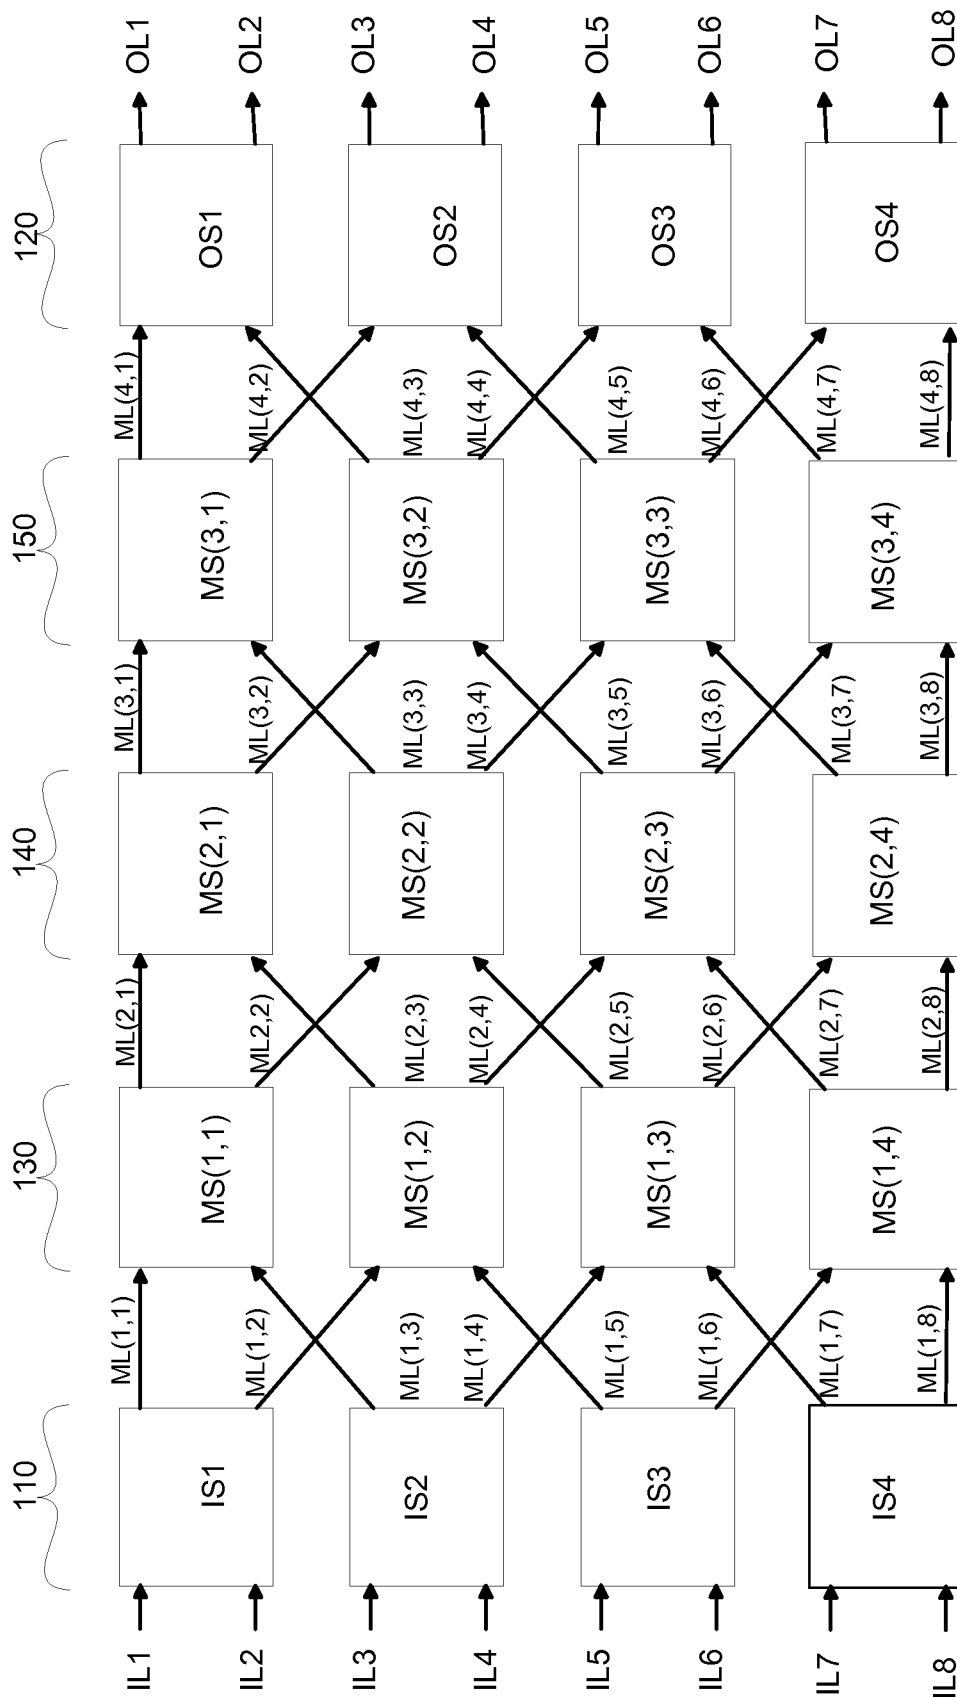 110
130
140
150
120
IL1
IS1
ML(1,1)
MS(1,1)
ML(2,1)
MS(2,1)
ML(3,1)
MS(3,1)
ML(4,1)
OS1
OL1
IL2
ML(1,2)
ML2,2)
ML(3,2)
ML(4,2)
OL2
IL3
IS2
ML(1,3)
MS(1,2)
ML(2,3)
MS(2,2)
ML(3,3)
MS(3,2)
ML(4,3)
OS2
OL3
IL4
ML(1,4)
ML(2,4)
ML(3,4)
ML(4,4)
OL4
IL5
IS3
ML(1,5)
MS(1,3)
ML(2,5)
MS(2,3)
ML(3,5)
MS(3,3)
ML(4,5)
OS3
OL5
IL6
ML(1,6)
ML(2,6)
ML(3,6)
ML(4,6)
OL6
IL7
IS4
ML(1,7)
MS(1,4)
ML(2,7)
MS(2,4)
ML(3,7)
MS(3,4)
ML(4,7)
OS4
OL7
IL8
ML(1,8)
ML(2,8)
ML(3,8)
ML(4,8)
OL8